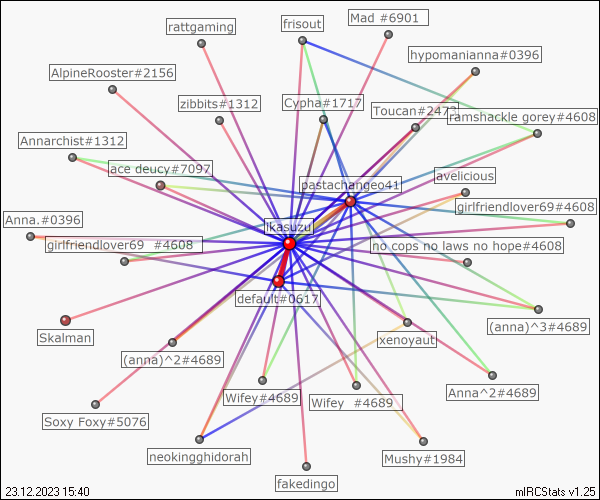 Mad #6901
frisout
rattgaming
hypomanianna#0396
AlpineRooster#2156
zibbits#1312
Cypha#1717
Toucan#2473
ramshackle gorey#4608
Annarchist#1312
ace deucy#7097
avelicious
pastachangeo41
girlfriendlover69#4608
Anna.#0396
ikasuzu
girlfriendlover69 #4608
no cops no laws no hope#4608
default#0617
Skalman
(anna)^3#4689
xenoyaut
(anna)^2#4689
Anna^2#4689
Wifey#4689
Wifey #4689
Soxy Foxy#5076
neokingghidorah
Mushy#1984
fakedingo
23.12.2023 15:40
mIRCStats v1.25